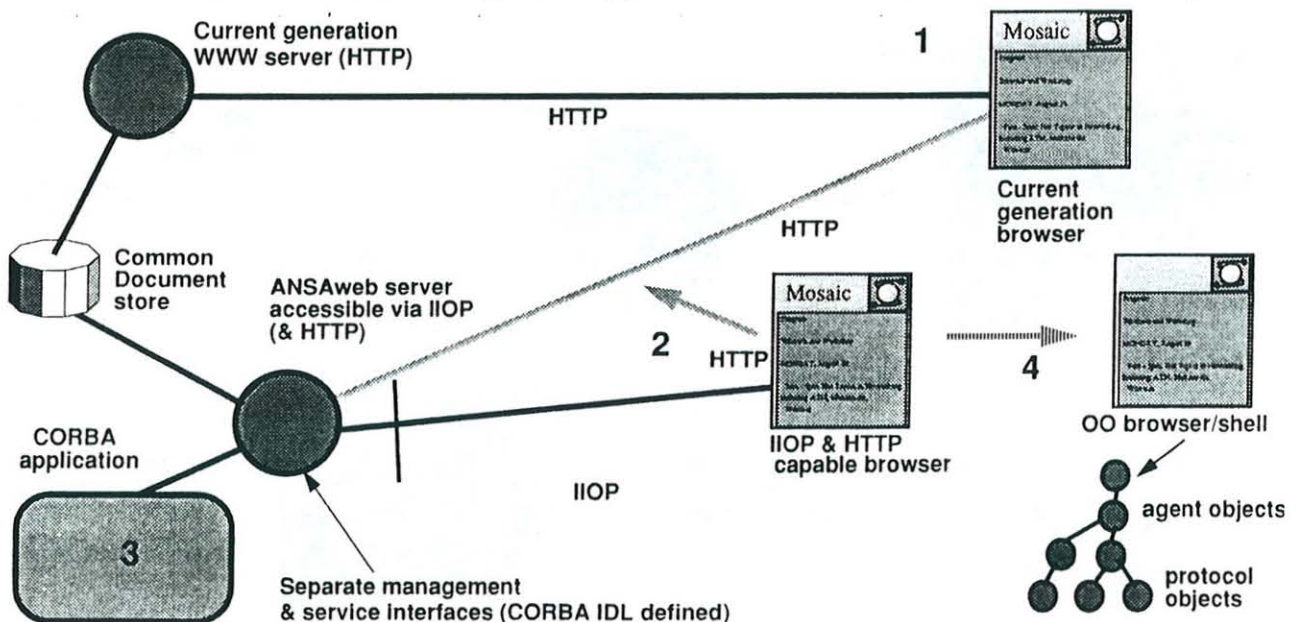 Current generation
WWW server (HTTP)
1
Mosaic
HTTP
Current
generation
browser
HTTP
Common
Document
store
ANSAweb server
accessible via IIOP
(& HTTP)
2
HTTP
Mosaic
4
IIOP & HTTP
capable browser
OO browser/shell
CORBA
application
3
IIOP
agent objects
protocol
objects
Separate management
& service interfaces (CORBA IDL defined)